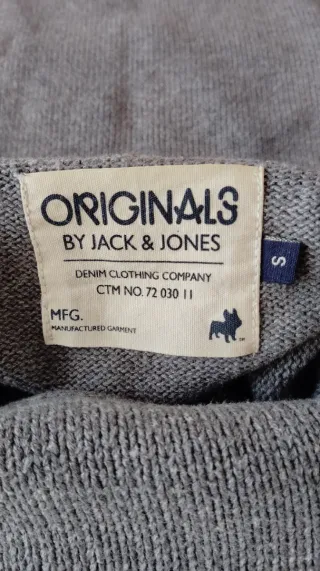 ORIGINALS
BY JACK & JONES
DENIM CLOTHING COMPANY
CTM NO. 72 030 11
MFG.
MANUFACTURED GARMENT
S